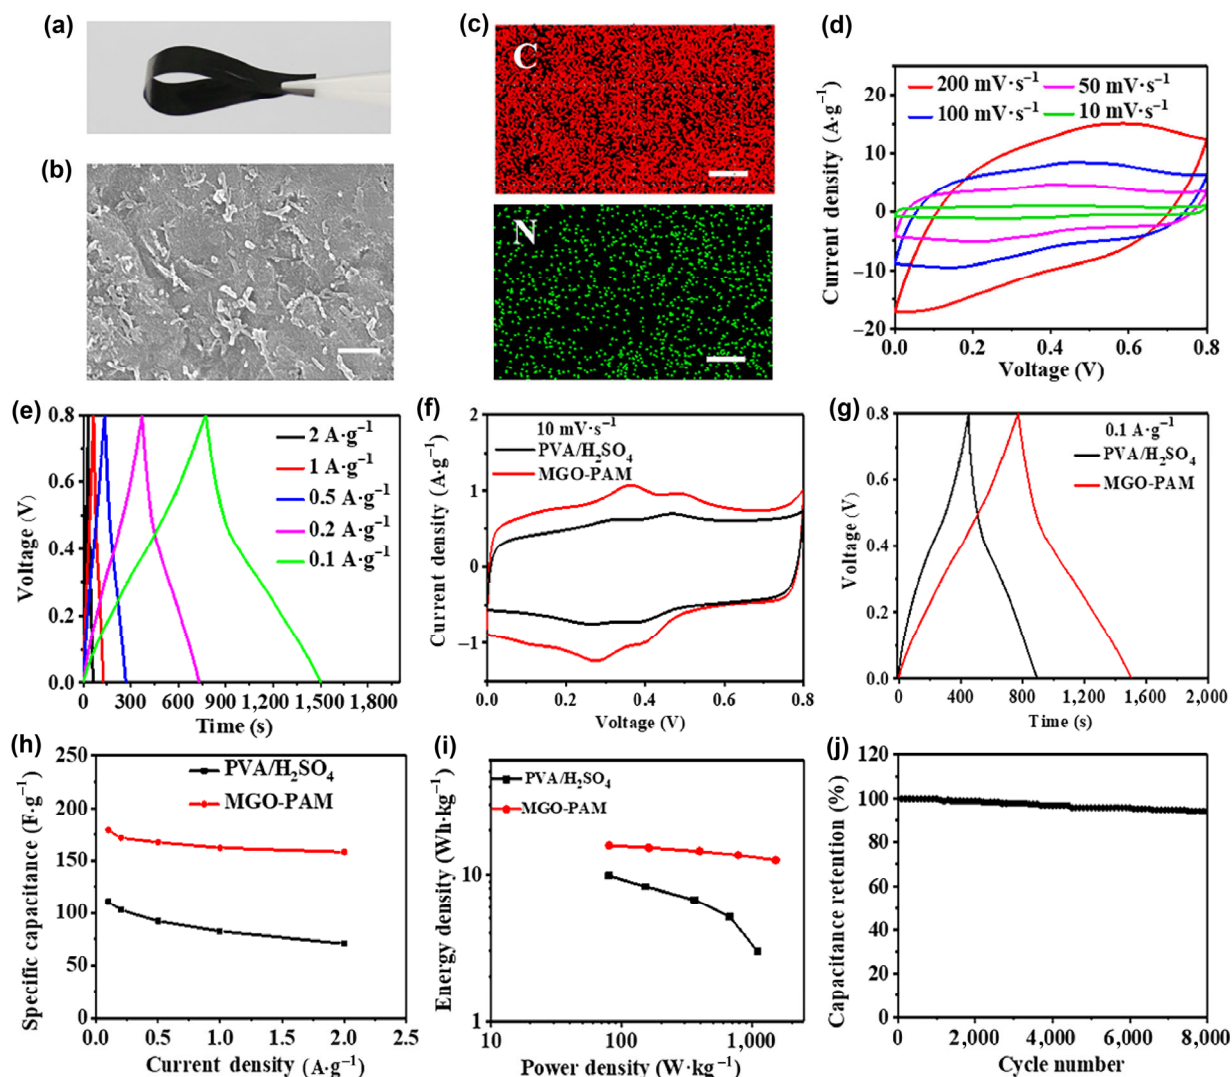 (a)
(b)
(c)
C
N
(d)
200 mV·s⁻¹
50 mV·s⁻¹
100 mV·s⁻¹
10 mV·s⁻¹
Current density (A·g⁻¹)
20
10
0
−10
−20
0.0 0.2 0.4 0.6 0.8
Voltage (V)
(e)
2 A·g⁻¹
1 A·g⁻¹
0.5 A·g⁻¹
0.2 A·g⁻¹
0.1 A·g⁻¹
Voltage (V)
0.8
0.6
0.4
0.2
0.0
0 300 600 900 1,200 1,500 1,800
Time (s)
(f)
10 mV·s⁻¹
PVA/H₂SO₄
MGO-PAM
Current density (A·g⁻¹)
2
1
0
−1
0.0 0.2 0.4 0.6 0.8
Voltage (V)
(g)
0.1 A·g⁻¹
PVA/H₂SO₄
MGO-PAM
Voltage (V)
0.8
0.6
0.4
0.2
0.0
0 400 800 1,200 1,600 2,000
Time (s)
(h)
PVA/H₂SO₄
MGO-PAM
Specific capacitance (F·g⁻¹)
250
200
150
100
50
0
0.0 0.5 1.0 1.5 2.0 2.5
Current density (A·g⁻¹)
(i)
PVA/H₂SO₄
MGO-PAM
Energy density (Wh·kg⁻¹)
10
1
10 100 1,000
Power density (W·kg⁻¹)
(j)
Capacitance retention (%)
120
100
80
60
40
20
0
0 2,000 4,000 6,000 8,000
Cycle number